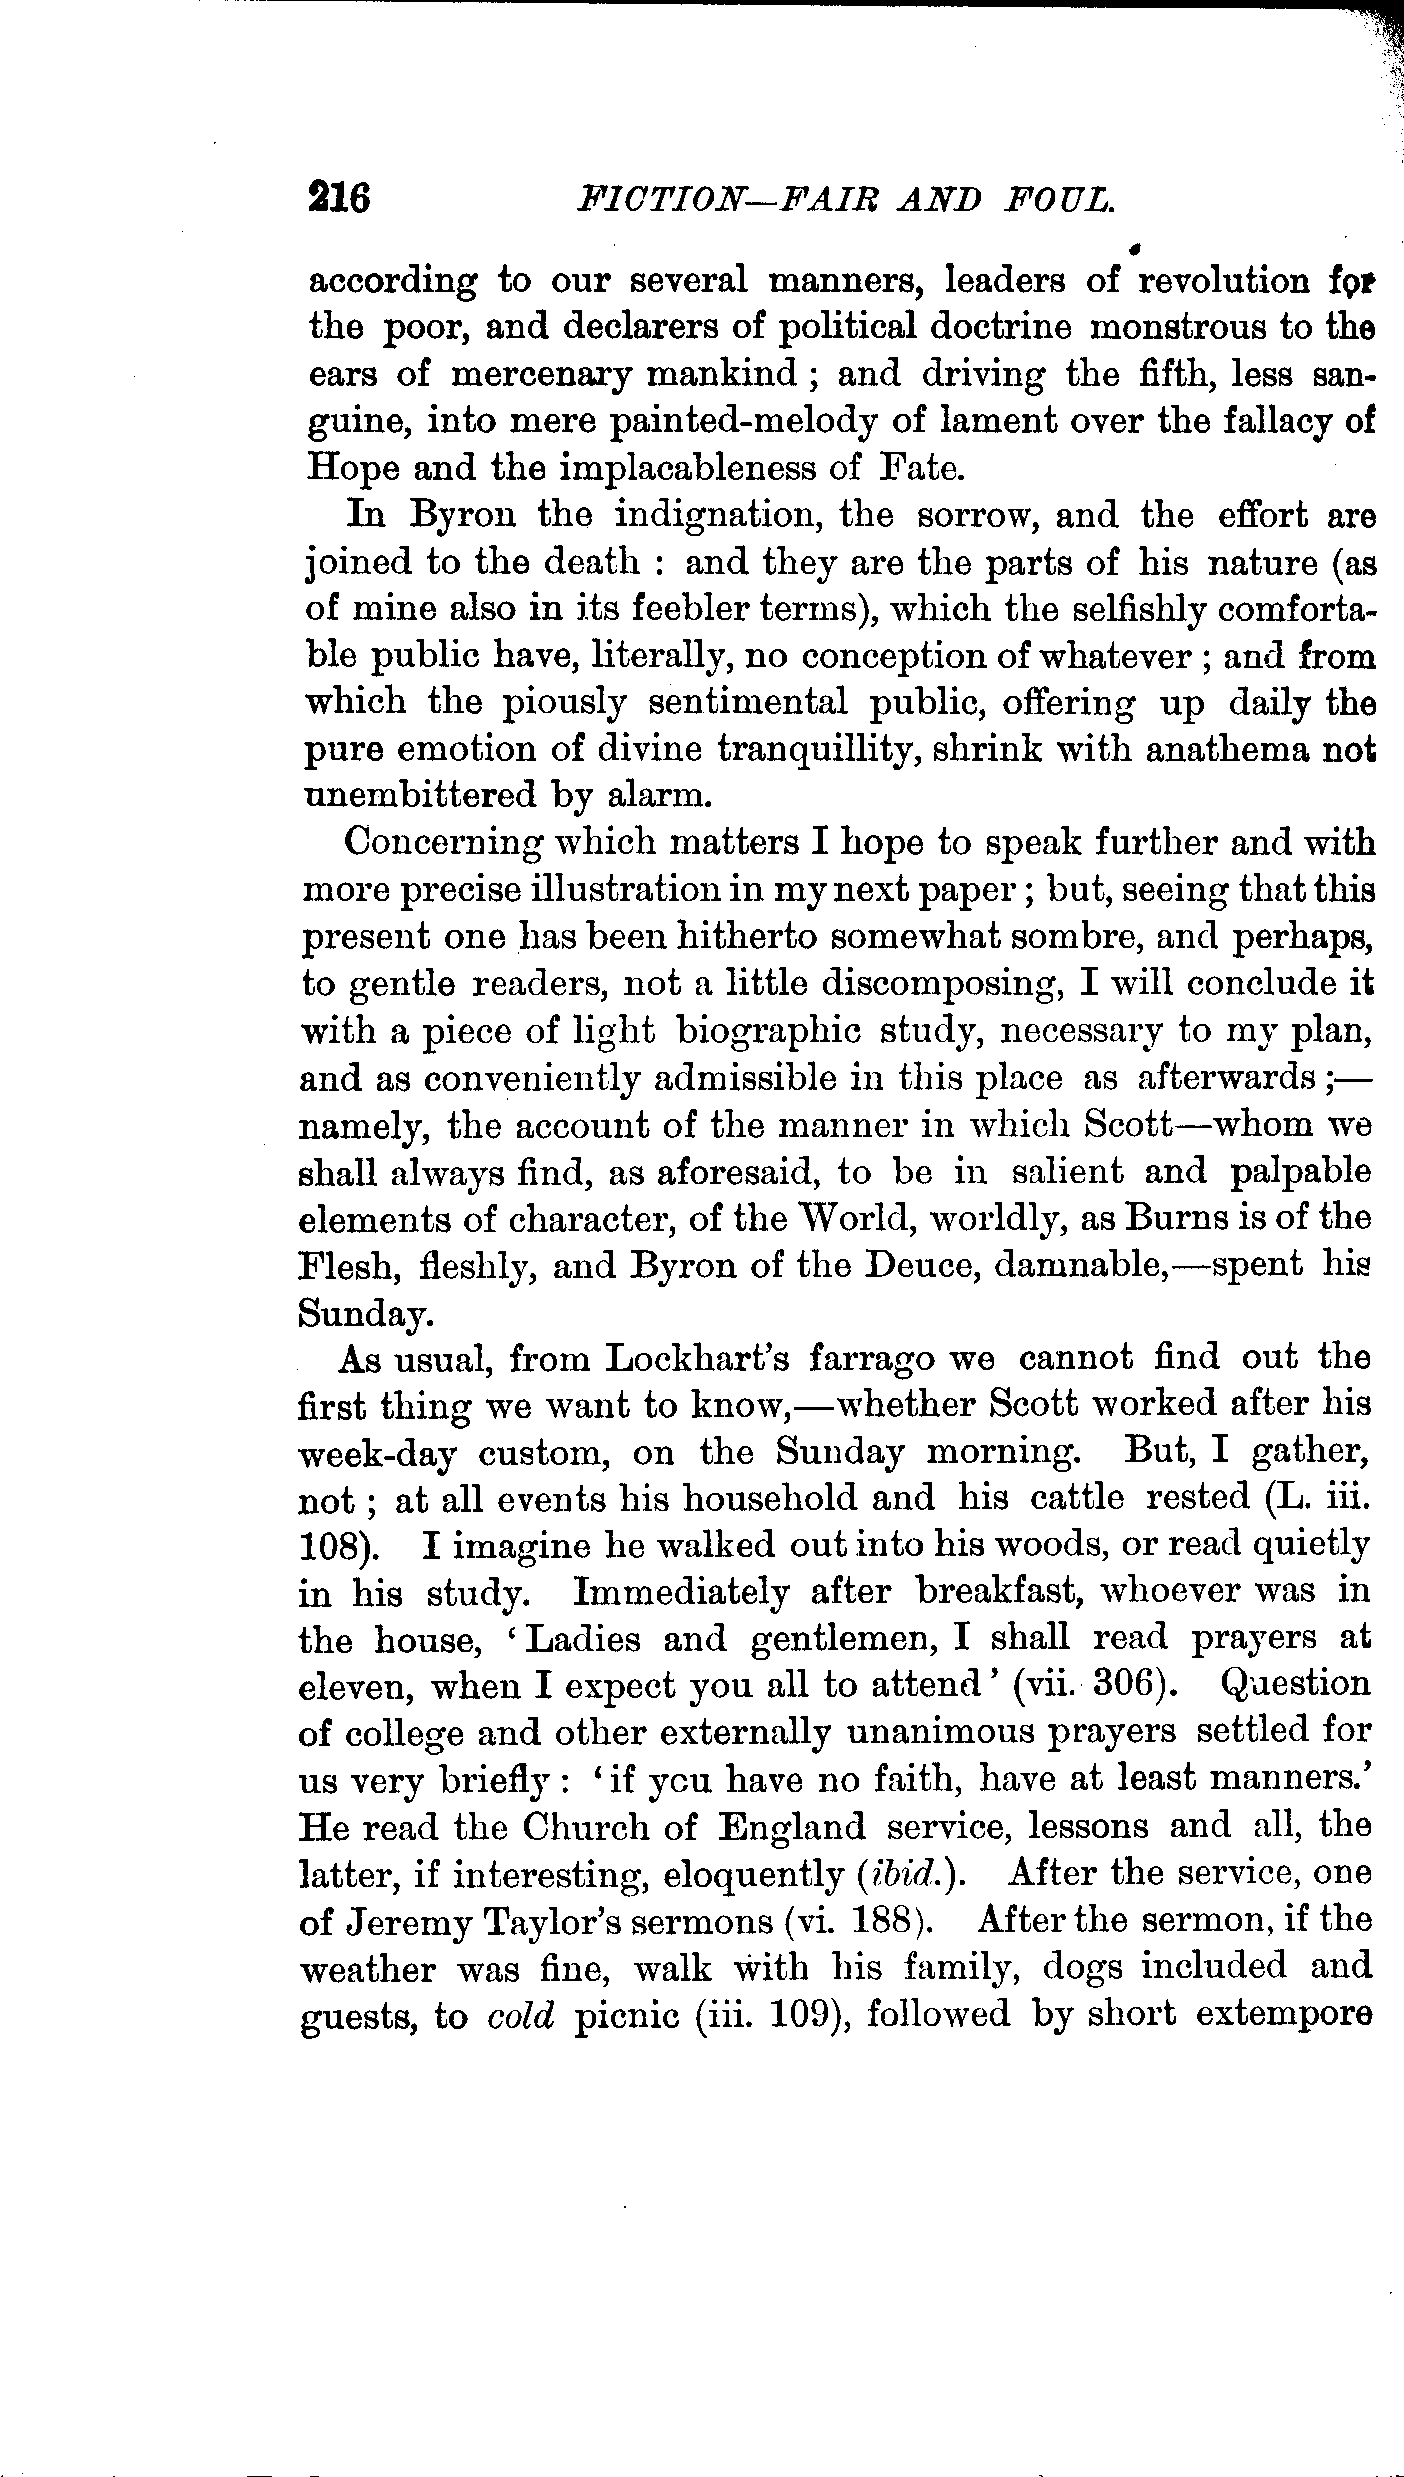 216 FICTION—FAIR AND FOUL.
according to our several manners, leaders of revolution for
the poor, and declarers of political doctrine monstrous to the
ears of mercenary mankind ; and driving the fifth, less san-
guine, into mere painted-melody of lament over the fallacy of
Hope and the implacableness of Fate.
In Byron the indignation, the sorrow, and the effort are
joined to the death : and they are the parts of his nature (as
of mine also in its feebler terms), which the selfishly comforta-
ble public have, literally, no conception of whatever ; and from
which the piously sentimental public, offering up daily the
pure emotion of divine tranquillity, shrink with anathema not
unembittered by alarm.
Concerning which matters I hope to speak further and with
more precise illustration in my next paper ; but, seeing that this
present one has been hitherto somewhat sombre, and perhaps,
to gentle readers, not a little discomposing, I will conclude it
with a piece of light biographic study, necessary to my plan,
and as conveniently admissible in this place as afterwards ;—
namely, the account of the manner in which Scott—whom we
shall always find, as aforesaid, to be in salient and palpable
elements of character, of the World, worldly, as Burns is of the
Flesh, fleshly, and Byron of the Deuce, damnable,—spent his
Sunday.
As usual, from Lockhart's farrago we cannot find out the
first thing we want to know,—whether Scott worked after his
week-day custom, on the Sunday morning. But, I gather,
not ; at all events his household and his cattle rested (L. iii.
108). I imagine he walked out into his woods, or read quietly
in his study. Immediately after breakfast, whoever was in
the house, ‘ Ladies and gentlemen, I shall read prayers at
eleven, when I expect you all to attend ’ (vii. 306). Question
of college and other externally unanimous prayers settled for
us very briefly : ‘ if you have no faith, have at least manners.’
He read the Church of England service, lessons and all, the
latter, if interesting, eloquently (ibid.). After the service, one
of Jeremy Taylor's sermons (vi. 188). After the sermon, if the
weather was fine, walk with his family, dogs included and
guests, to cold picnic (iii. 109), followed by short extempore